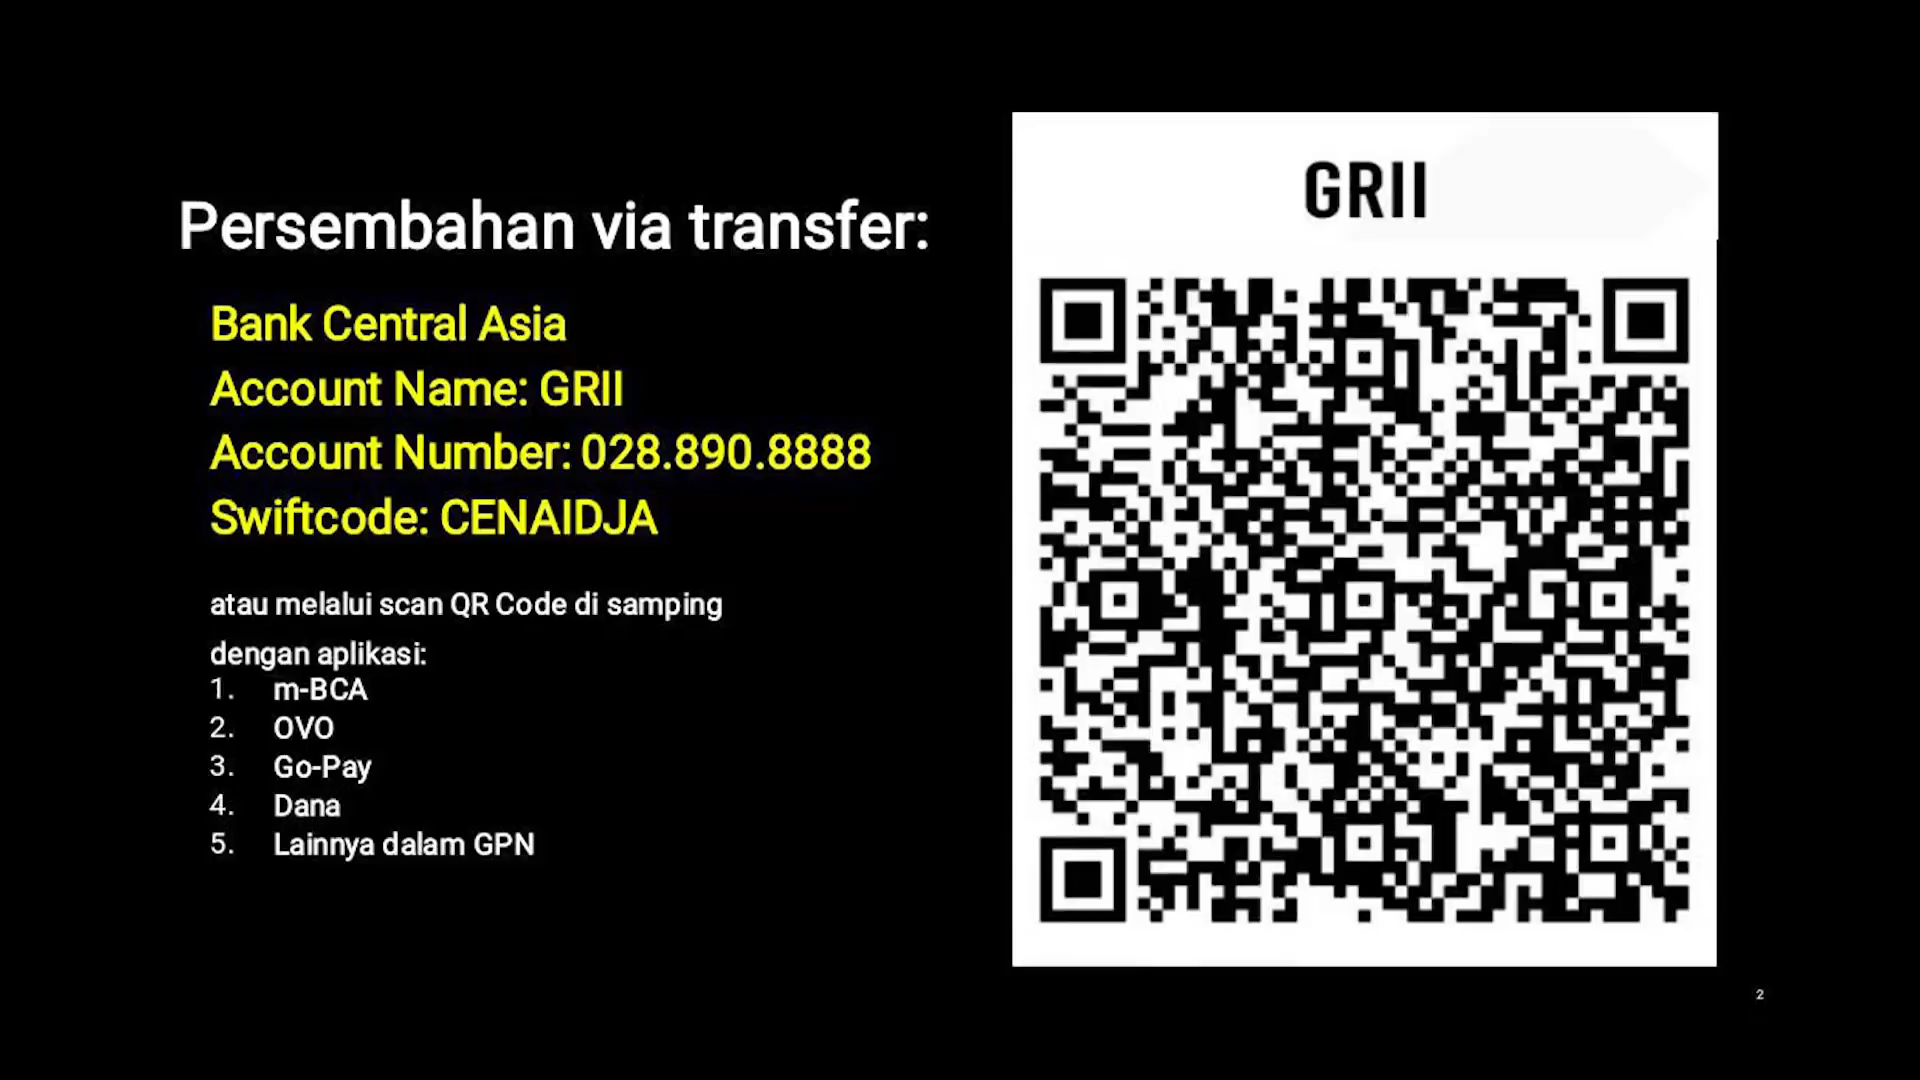 Persembahan via transfer:
Bank Central Asia
Account Name: GRII
Account Number: 028.890.8888
Swiftcode: CENAIDJA
atau melalui scan QR Code di samping
dengan aplikasi:
1. m-BCA
2. OVO
3. Go-Pay
4. Dana
5. Lainnya dalam GPN
GRII
2